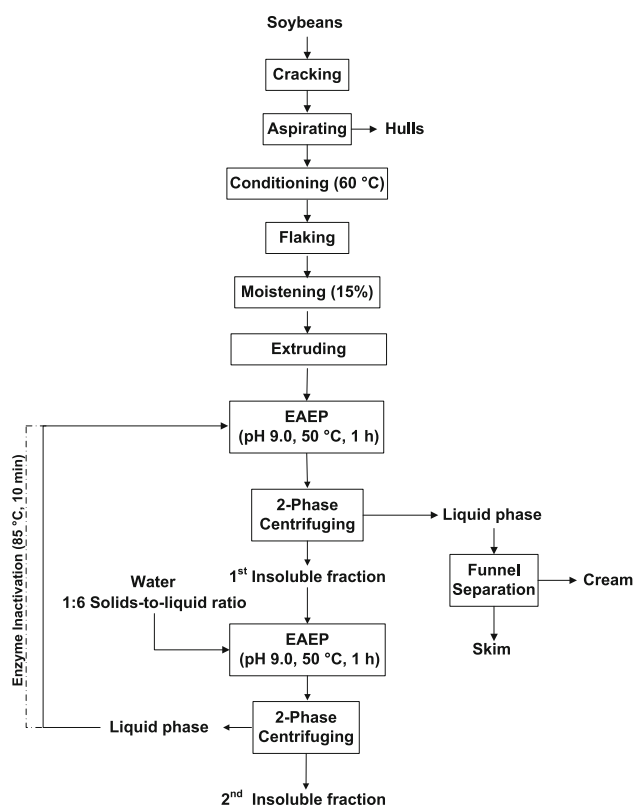 Soybeans
Cracking
Aspirating
Hulls
Conditioning (60 °C)
Flaking
Moistening (15%)
Extruding
EAEP
(pH 9.0, 50 °C, 1 h)
2-Phase
Centrifuging
Liquid phase
Funnel
Separation
Cream
Skim
1st Insoluble fraction
Water
1:6 Solids-to-liquid ratio
EAEP
(pH 9.0, 50 °C, 1 h)
2-Phase
Centrifuging
Liquid phase
Enzyme Inactivation (85 °C, 10 min)
2nd Insoluble fraction